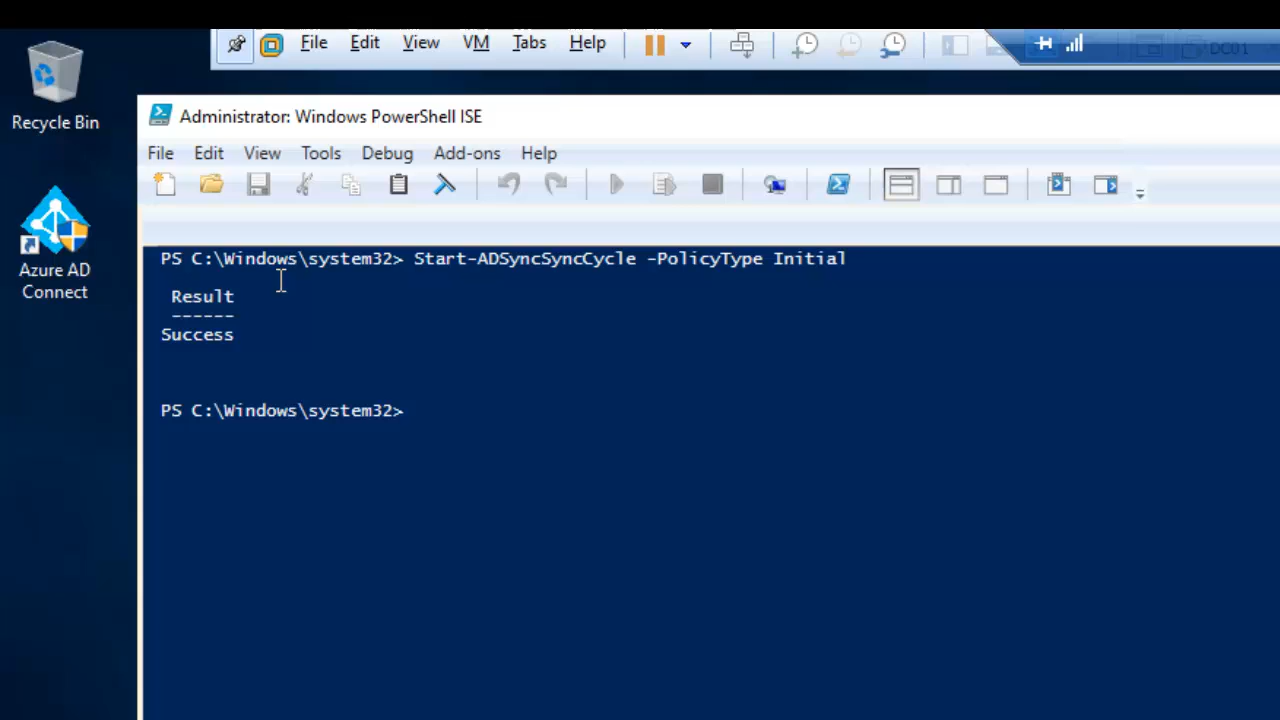 File Edit View VM Tabs Help
DC01
Recycle Bin
Administrator: Windows PowerShell ISE
File Edit View Tools Debug Add-ons Help
Azure AD
Connect
PS C:\Windows\system32> Start-ADSyncSyncCycle -PolicyType Initial
Result
------
Success
PS C:\Windows\system32>